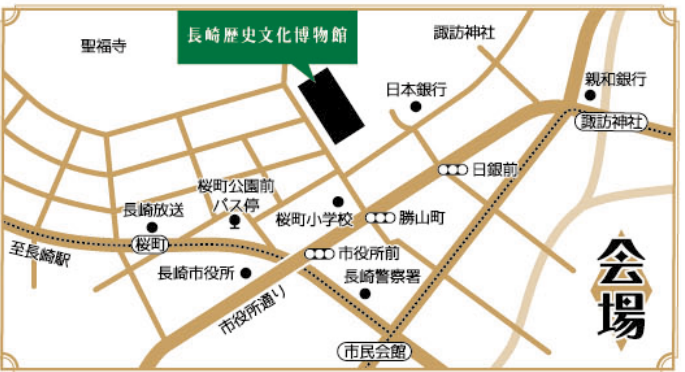 聖福寺
長崎歴史文化博物館
諏訪神社
日本銀行
親和銀行
諏訪神社
日銀前
桜町公園前
バス停
長崎放送
桜町小学校
勝山町
桜町
至長崎駅
市役所前
長崎市役所
長崎警察署
市役所通り
市民会館
会場